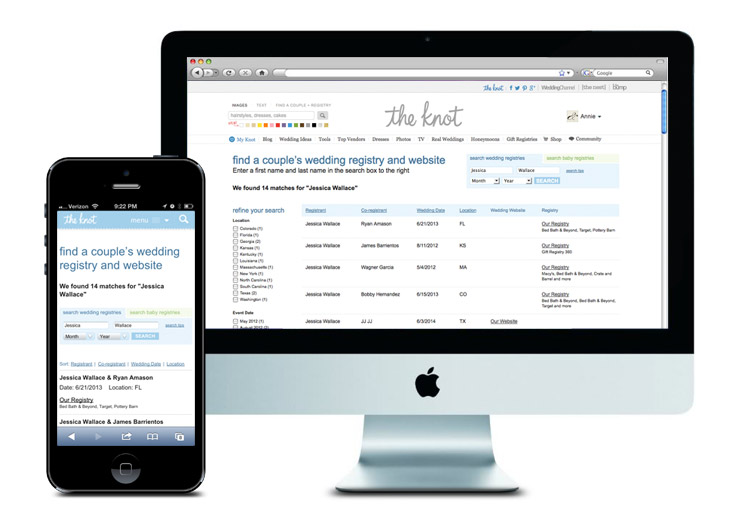 Google
the knot
WeddingChannel
the bump
IMAGES TEXT FIND A COUPLE + REGISTRY
hairstyles, dresses, cakes
the knot
Annie
My Knot Blog Wedding Ideas Tools Top Vendors Dresses Photos TV Real Weddings Honeymoons Gift Registries Shop Community
find a couple's wedding registry and website
Enter a first name and last name in the search box to the right
We found 14 matches for "Jessica Wallace"
search wedding registries search baby registries
Jessica Wallace search tips
Month Year SEARCH
refine your search
Registrant Co-registrant Wedding Date Location Wedding Website Registry
Location
Colorado (1)
Florida (1)
Georgia (2)
Kansas (1)
Kentucky (1)
Louisiana (1)
Massachusetts (1)
New York (1)
North Carolina (1)
South Carolina (1)
Texas (2)
Washington (1)
Event Date
May 2012 (1)
August 2012 (1)
Jessica Wallace Ryan Amason 6/21/2013 FL Our Registry
Bed Bath & Beyond, Target, Pottery Barn
Jessica Wallace James Barrientos 8/11/2012 KS Our Registry
Gift Registry 360
Jessica Wallace Wagner Garcia 5/4/2012 MA Our Registry
Macy's, Bed Bath & Beyond, Crate and
Barrel and more
Jessica Wallace Bobby Hernandez 6/15/2013 CO Our Registry
Bed Bath & Beyond, Bed Bath & Beyond,
Target
Jessica Wallace JJ JJ 6/3/2014 TX Our Website Our Registry
Verizon 9:22 PM
the knot menu
find a couple's wedding
registry and website
We found 14 matches for "Jessica
Wallace"
search wedding registries search baby registries
Jessica Wallace search tips
Month Year SEARCH
Sort: Registrant | Co-registrant | Wedding Date | Location
Jessica Wallace & Ryan Amason
Date: 6/21/2013 Location: FL
Our Registry
Bed Bath & Beyond, Target, Pottery Barn
Jessica Wallace & James Barrientos